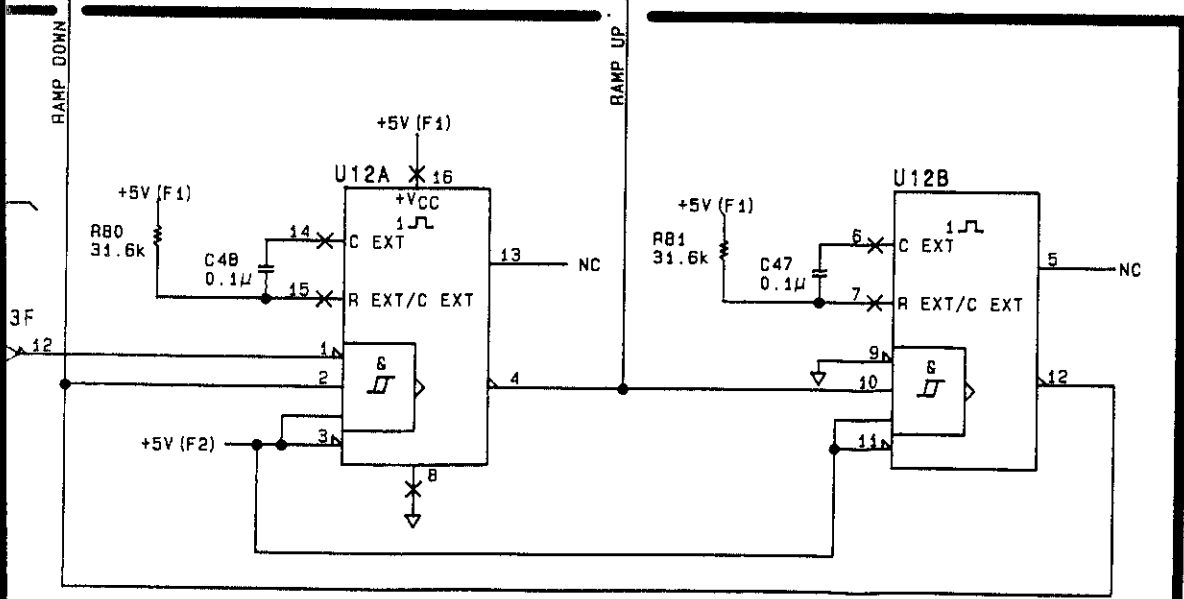 RAMP DOWN
RAMP UP
+5V (F1)
U12A
16
+VCC
1
+5V (F1)
R80
31.6k
14
C EXT
C48
0.1µ
15
R EXT/C EXT
13
NC
3F
12
1
2
&
3
4
+5V (F2)
8
U12B
1
+5V (F1)
R81
31.6k
6
C EXT
C47
0.1µ
7
R EXT/C EXT
5
NC
9
&
10
11
12